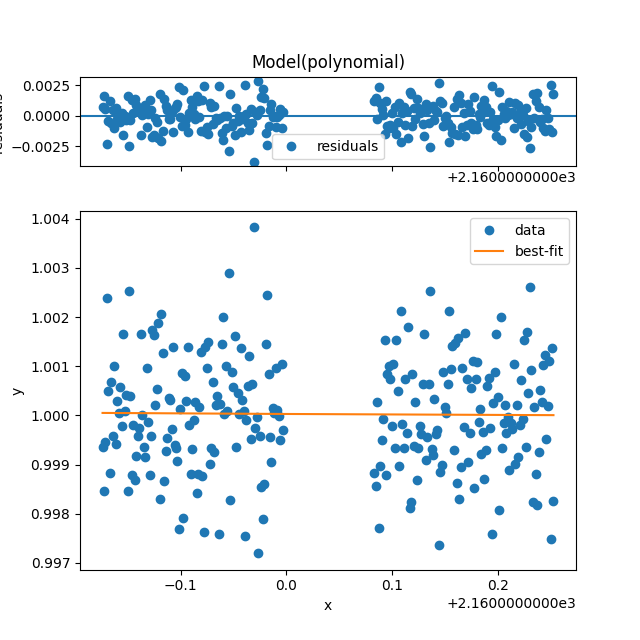 Model(polynomial)
0.0025
0.0000
−0.0025
residuals
residuals
+2.1600000000e3
1.004
1.003
1.002
1.001
1.000
0.999
0.998
0.997
y
data
best-fit
−0.1
0.0
0.1
0.2
x
+2.1600000000e3